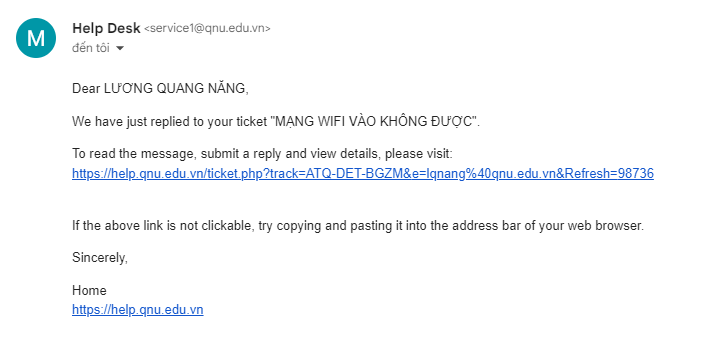 M
Help Desk <service1@qnu.edu.vn>
đến tôi
Dear LƯƠNG QUANG NĂNG,
We have just replied to your ticket "MẠNG WIFI VÀO KHÔNG ĐƯỢC".
To read the message, submit a reply and view details, please visit:
https://help.qnu.edu.vn/ticket.php?track=ATQ-DET-BGZM&e=lqnang%40qnu.edu.vn&Refresh=98736
If the above link is not clickable, try copying and pasting it into the address bar of your web browser.
Sincerely,
Home
https://help.qnu.edu.vn